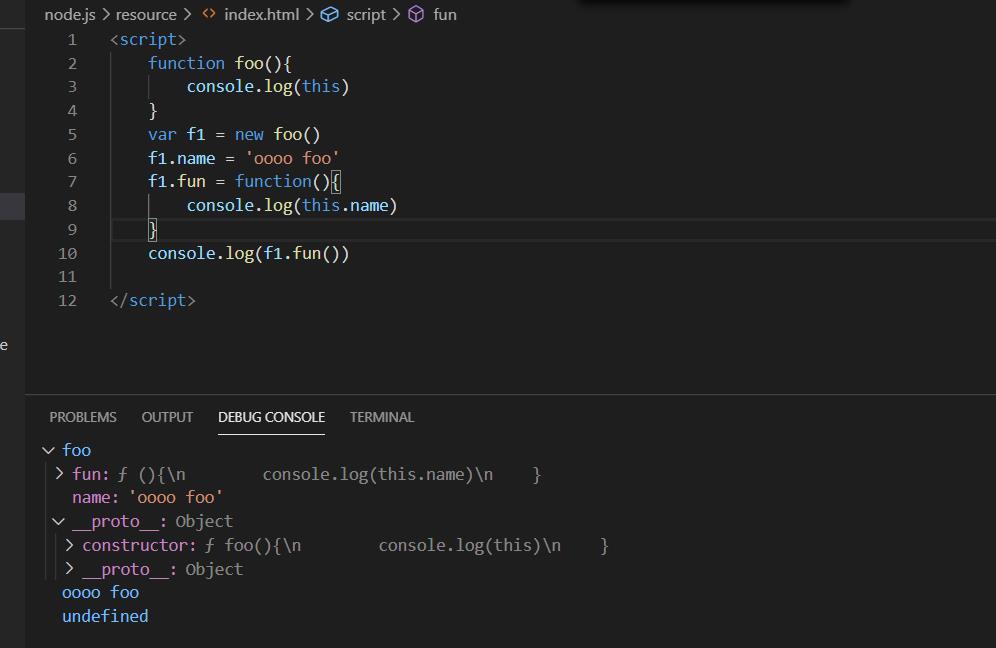 node.js > resource > <> index.html > script > fun
1 <script>
2 function foo(){
3 console.log(this)
4 }
5 var f1 = new foo()
6 f1.name = 'oooo foo'
7 f1.fun = function(){
8 console.log(this.name)
9 }
10 console.log(f1.fun())
11
12 </script>
e
PROBLEMS OUTPUT DEBUG CONSOLE TERMINAL
foo
fun: ƒ (){\n        console.log(this.name)\n    }
name: 'oooo foo'
__proto__: Object
constructor: ƒ foo(){\n        console.log(this)\n    }
__proto__: Object
oooo foo
undefined